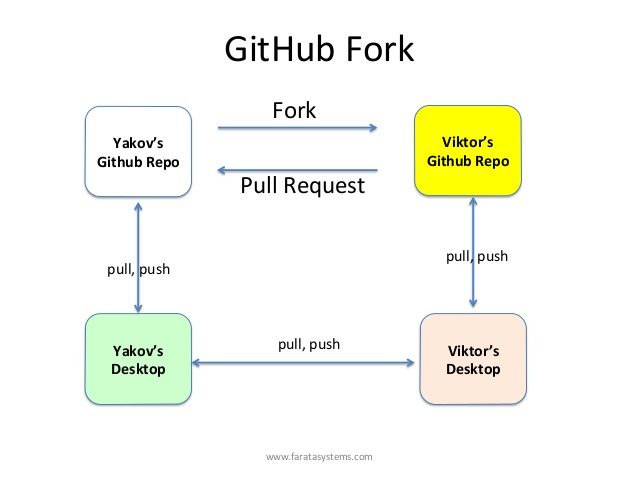 GitHub Fork
Fork
Yakov's
Github Repo
Viktor's
Github Repo
Pull Request
pull, push
pull, push
pull, push
Yakov's
Desktop
Viktor's
Desktop
www.faratasystems.com